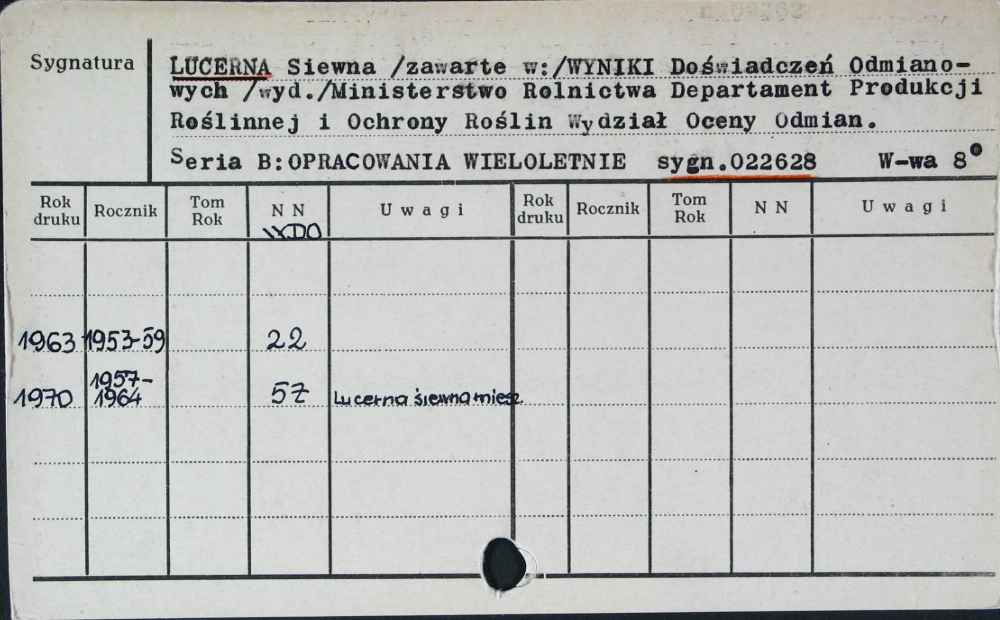 Sygnatura
LUCERNA Siewna /zawarte w:/WYNIKI Doświadczeń Odmiano-
wych /wyd./Ministerstwo Rolnictwa Departament Produkcji
Roślinnej i Ochrony Roślin Wydział Oceny Odmian.
Seria B:OPRACOWANIA WIELOLETNIE sygn.022628 W-wa 8°
Rok druku Rocznik Tom Rok N N Uwagi Rok druku Rocznik Tom Rok N N Uwagi
WDO
1963 1953-59 22
1970 1957-1964 57 Lucerna siewna miesz.